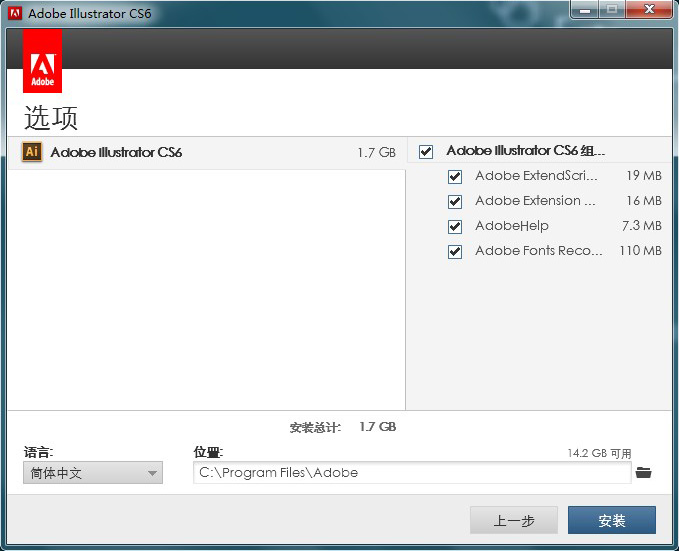 Adobe Illustrator CS6
Adobe
选项
Ai Adobe Illustrator CS6 1.7 GB
Adobe Illustrator CS6 组...
Adobe ExtendScri... 19 MB
Adobe Extension ... 16 MB
AdobeHelp 7.3 MB
Adobe Fonts Reco... 110 MB
安装总计: 1.7 GB
语言: 位置: 14.2 GB 可用
简体中文 C:\Program Files\Adobe
上一步 安装